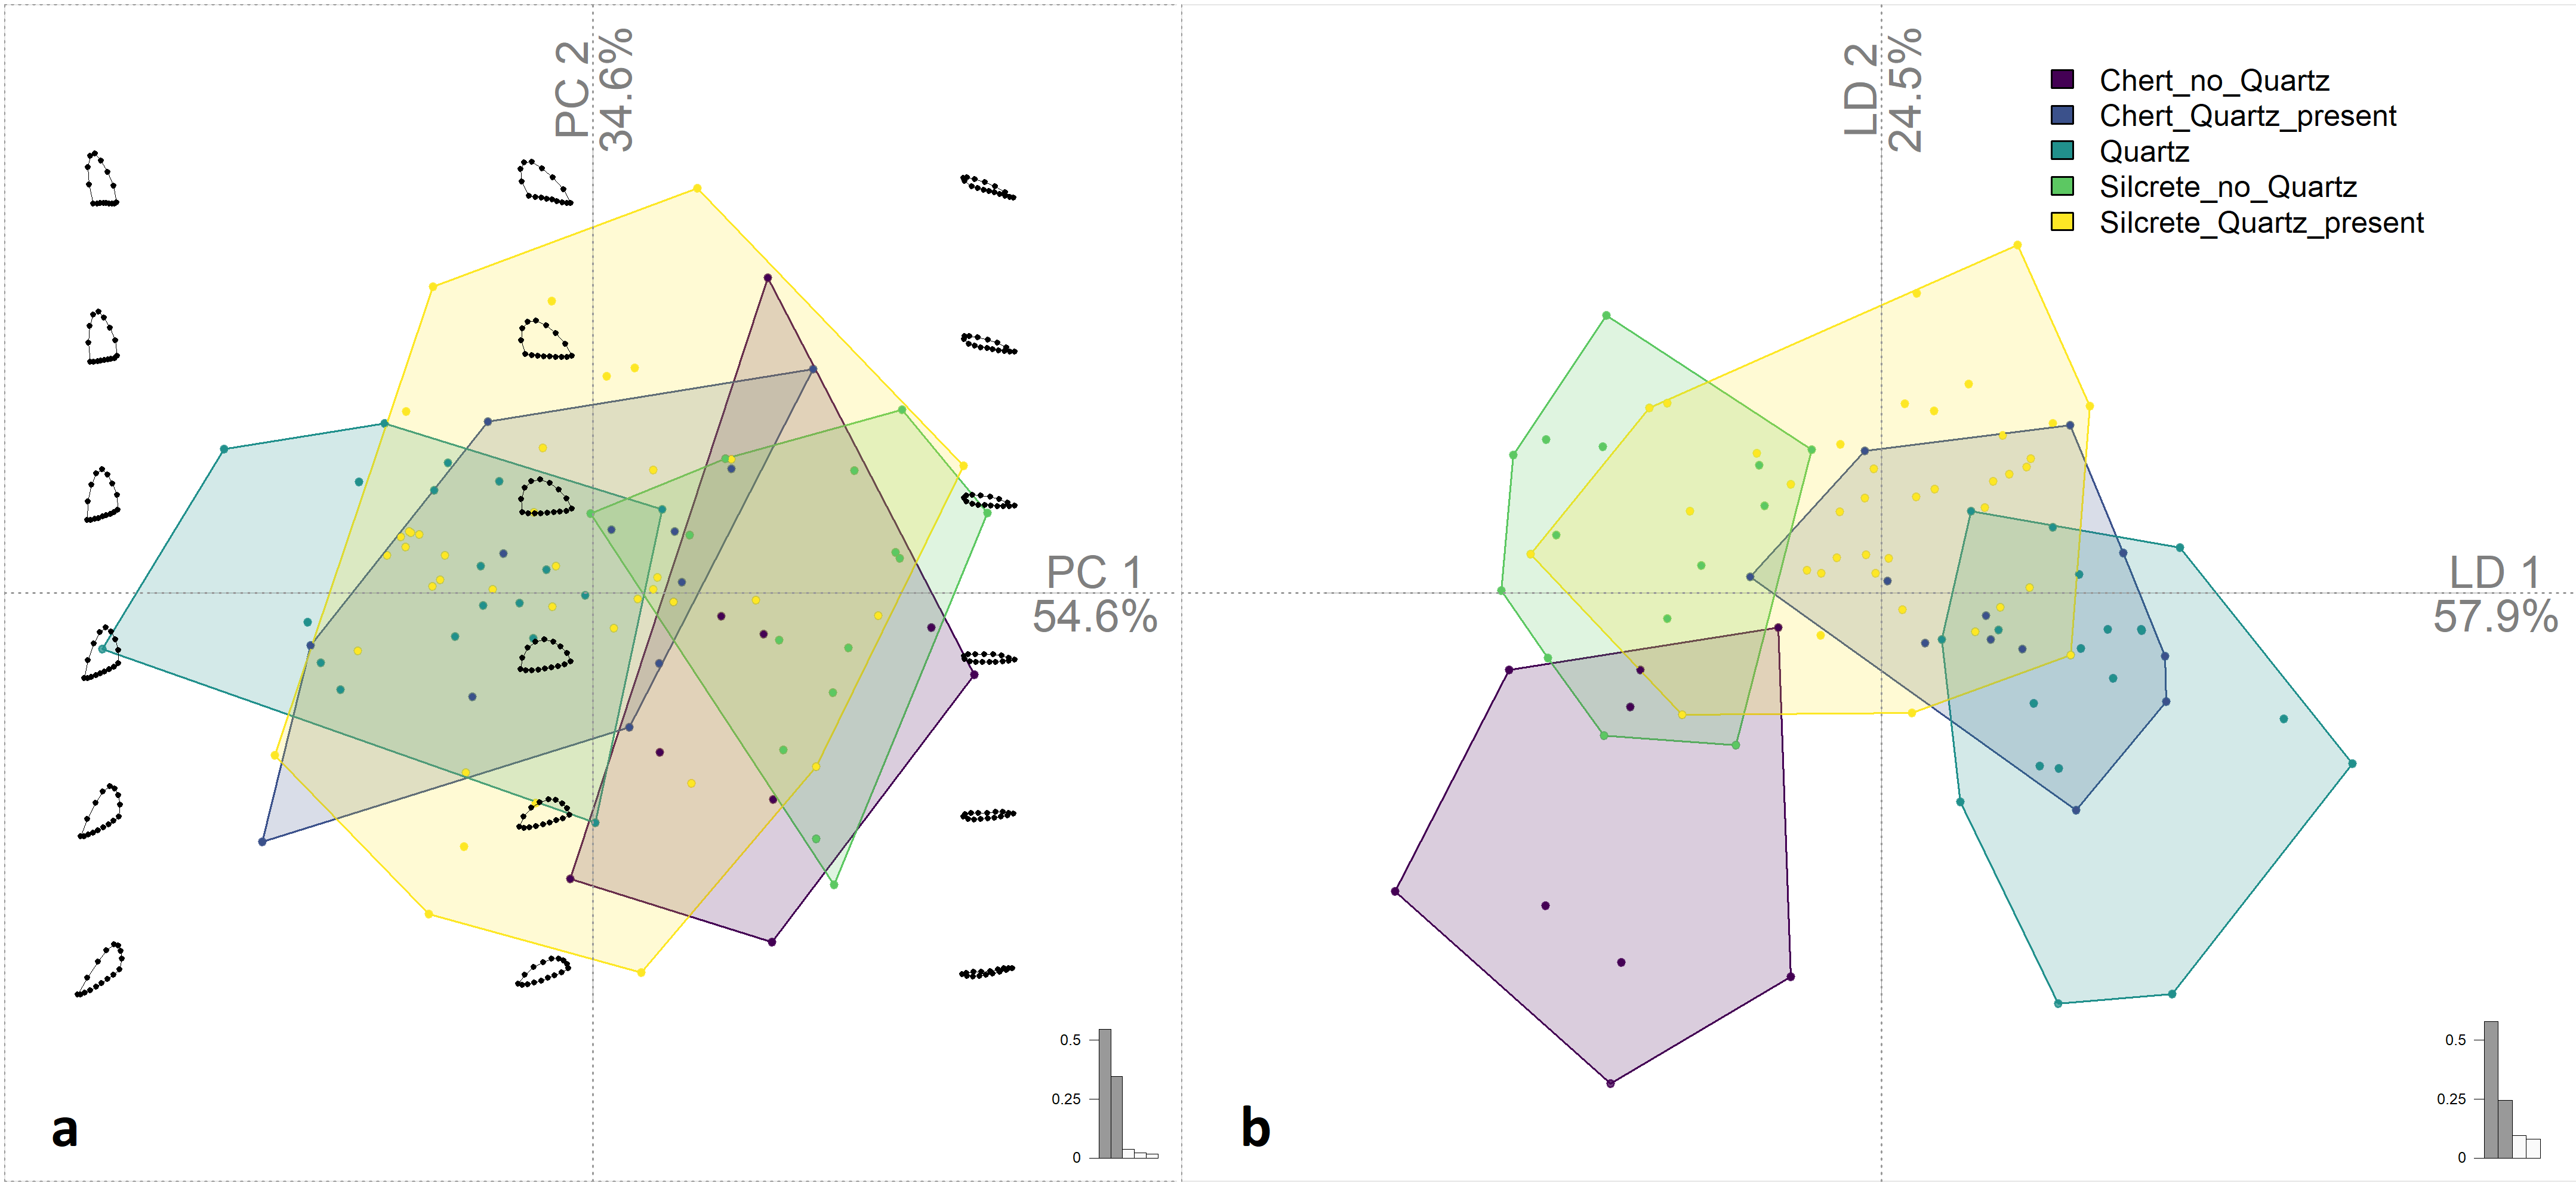 PC 2
34.6%
PC 1
54.6%
0.5
0.25
0
a
LD 2
24.5%
Chert_no_Quartz
Chert_Quartz_present
Quartz
Silcrete_no_Quartz
Silcrete_Quartz_present
LD 1
57.9%
0.5
0.25
0
b